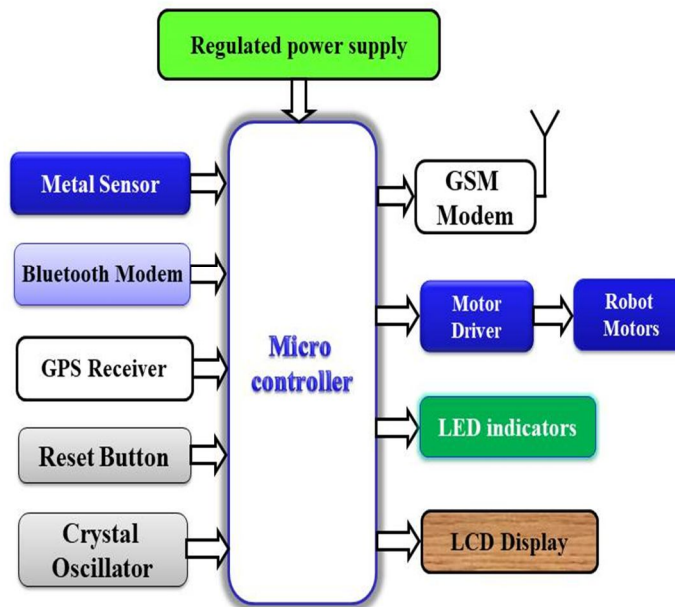 Regulated power supply
Metal Sensor
Bluetooth Modem
GPS Receiver
Reset Button
Crystal
Oscillator
Micro
controller
GSM
Modem
Motor
Driver
Robot
Motors
LED indicators
LCD Display